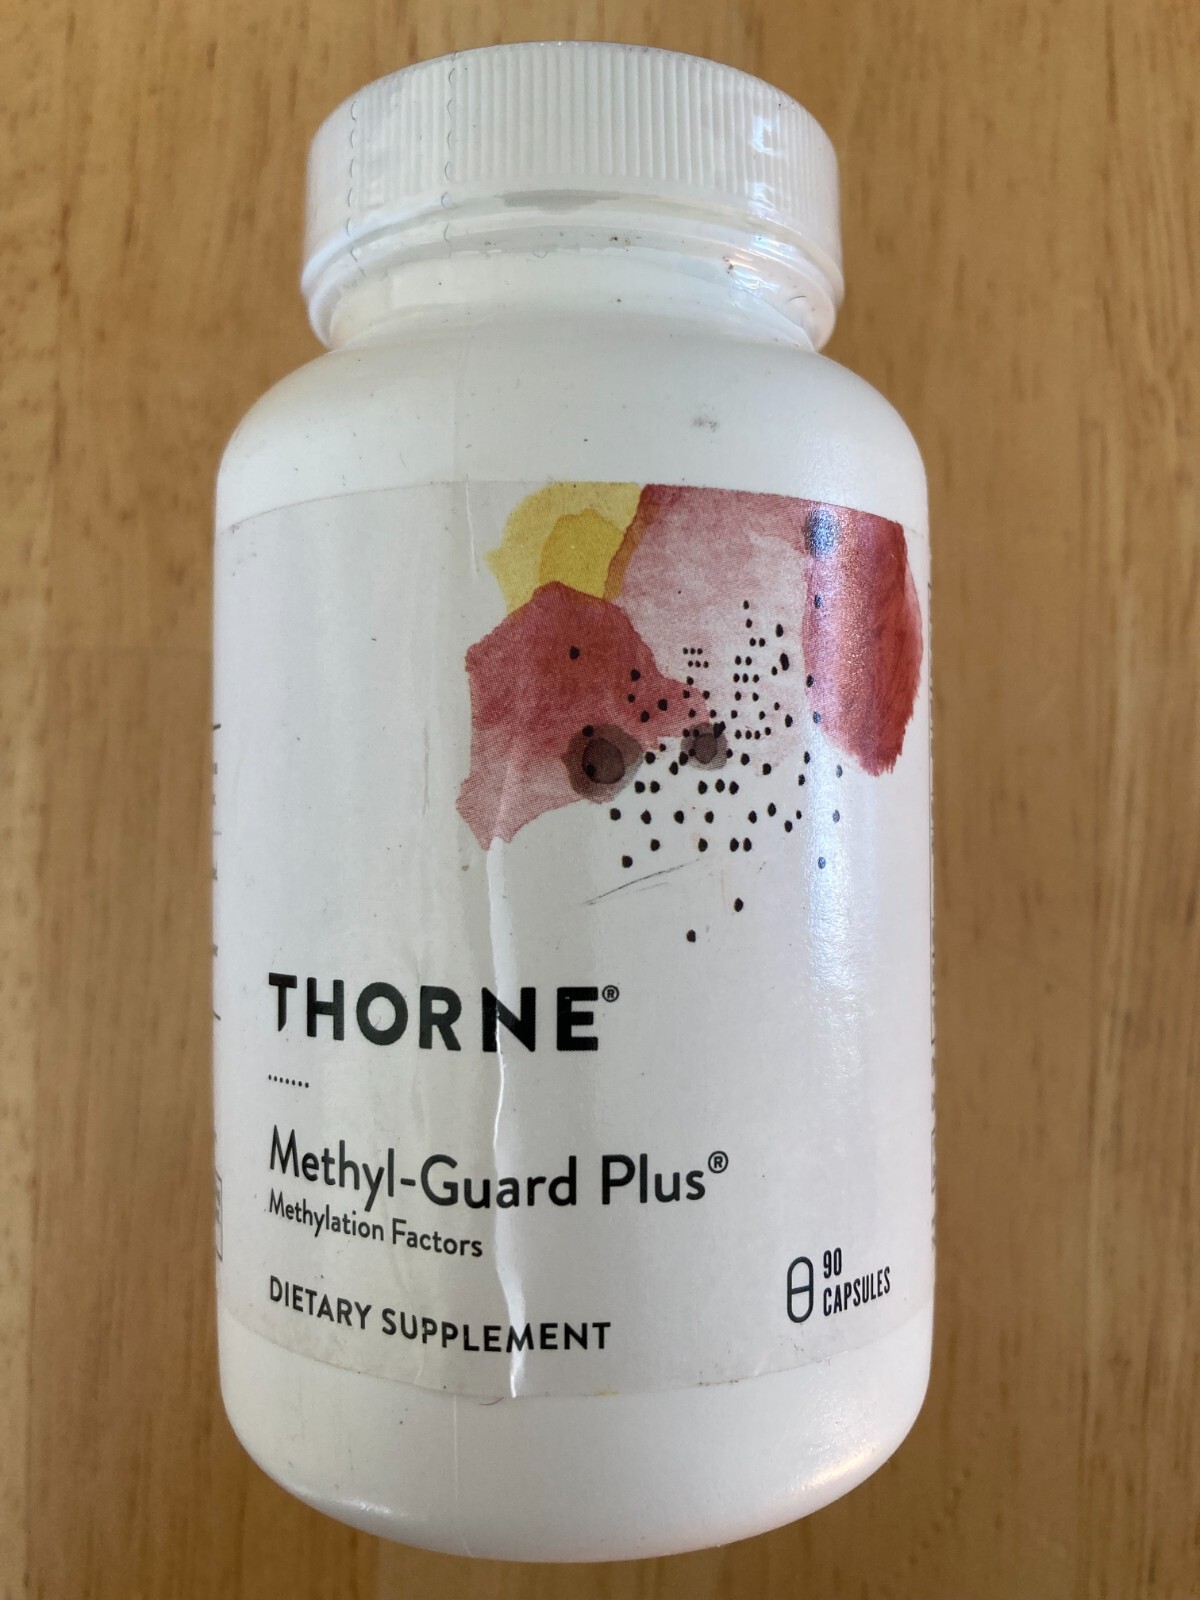 THORNE®
Methyl-Guard Plus®
Methylation Factors
DIETARY SUPPLEMENT
90
CAPSULES